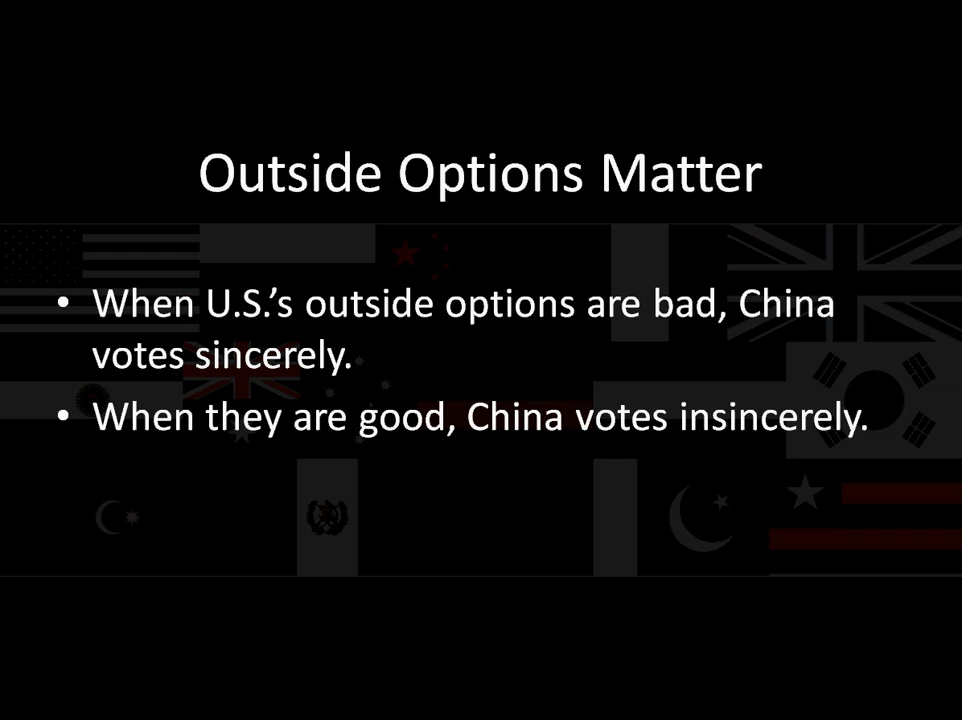 Outside Options Matter
• When U.S.’s outside options are bad, China
votes sincerely.
• When they are good, China votes insincerely.